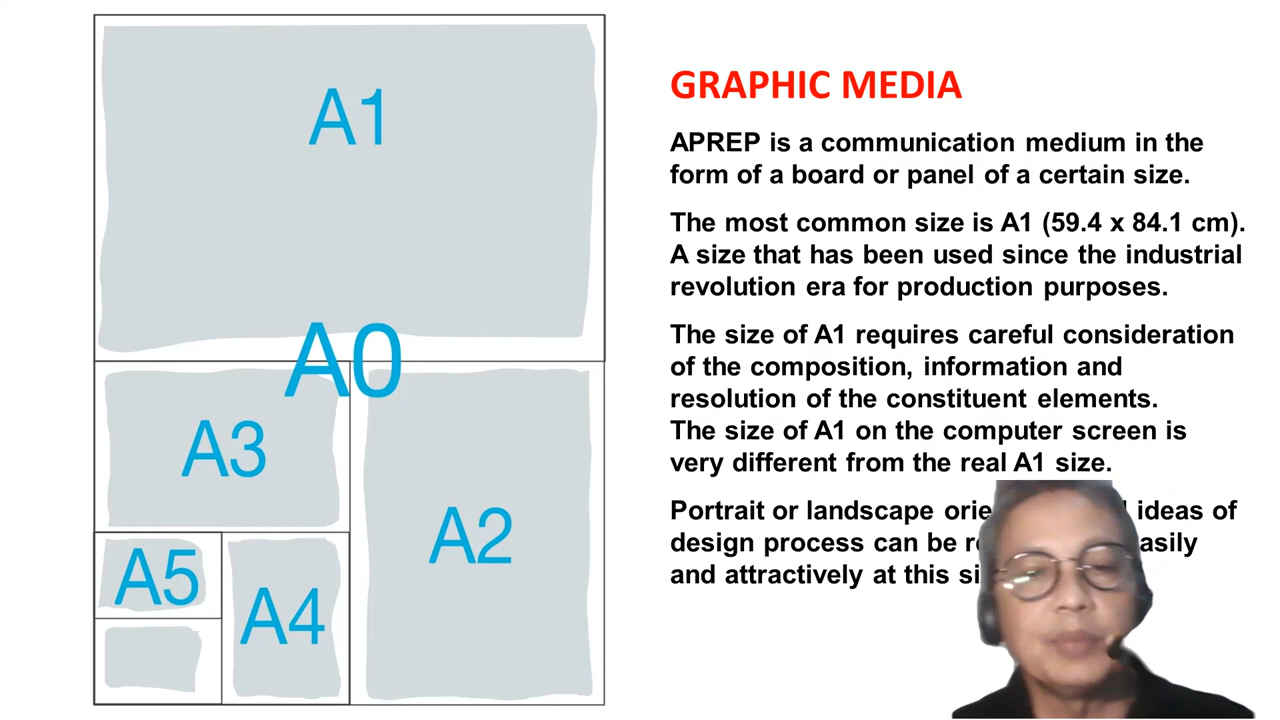 A1
A0
A3
A2
A5
A4
GRAPHIC MEDIA
APREP is a communication medium in the
form of a board or panel of a certain size.
The most common size is A1 (59.4 x 84.1 cm).
A size that has been used since the industrial
revolution era for production purposes.
The size of A1 requires careful consideration
of the composition, information and
resolution of the constituent elements.
The size of A1 on the computer screen is
very different from the real A1 size.
Portrait or landscape ideas of
design process can be
and attractively at this